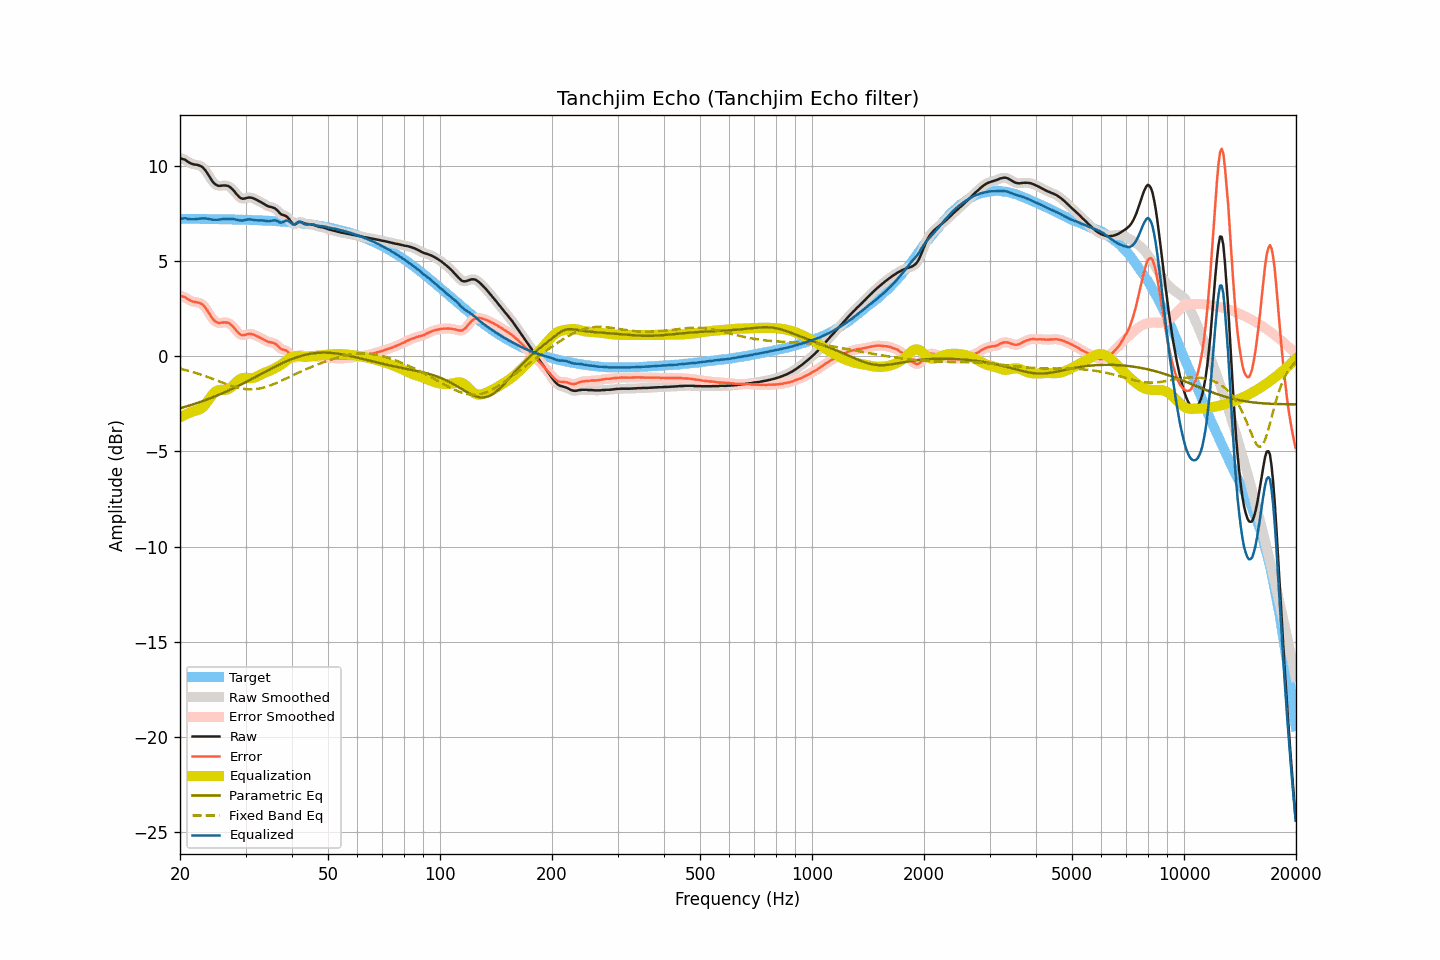 Tanchjim Echo (Tanchjim Echo filter)
10
5
0
−5
−10
−15
−20
−25
Amplitude (dBr)
Target
Raw Smoothed
Error Smoothed
Raw
Error
Equalization
Parametric Eq
Fixed Band Eq
Equalized
20 50 100 200 500 1000 2000 5000 10000 20000
Frequency (Hz)